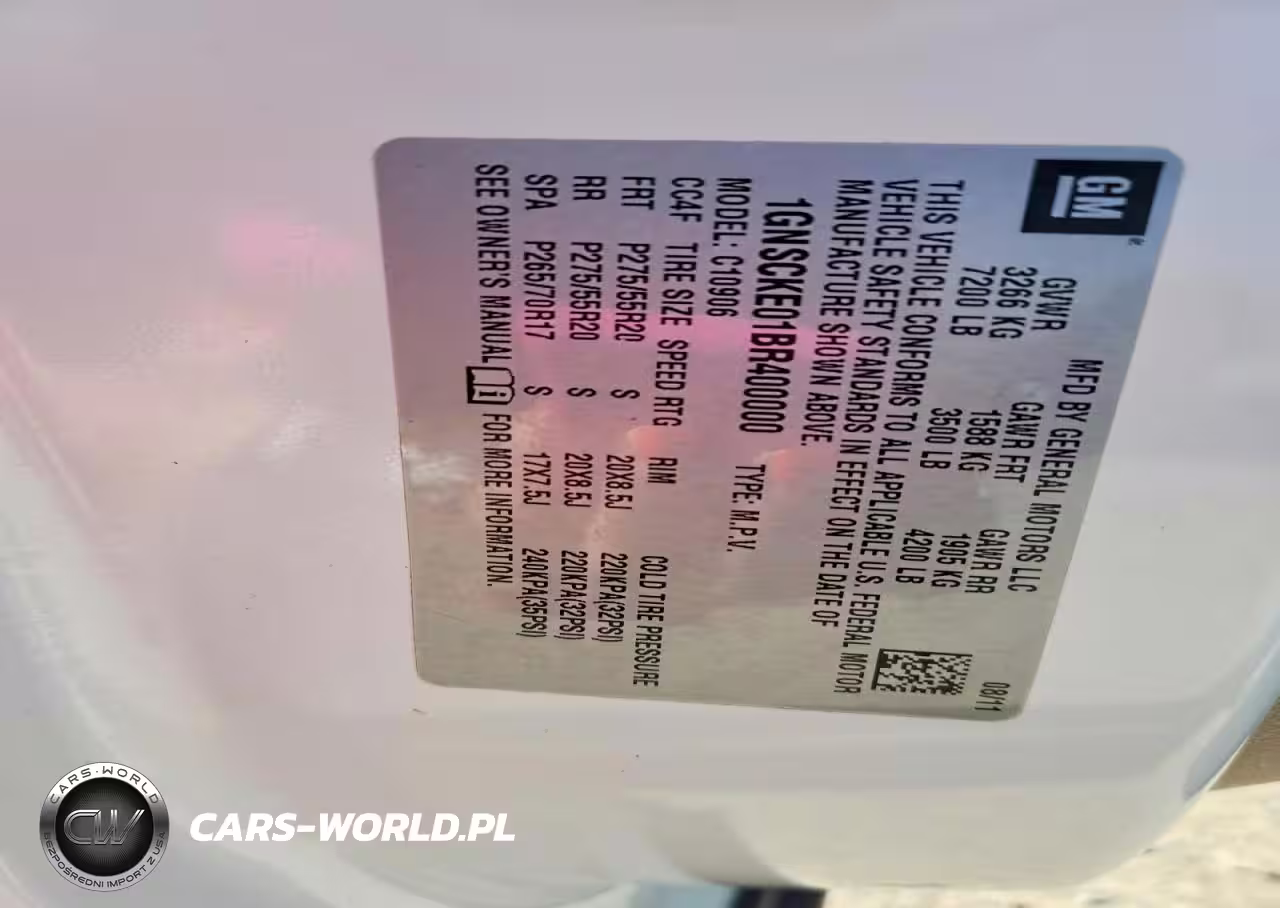 GM
MFD BY GENERAL MOTORS LLC
08/11
GVWR GAWR FRT GAWR RR
3266 KG 1588 KG 1905 KG
7200 LB 3500 LB 4200 LB
THIS VEHICLE CONFORMS TO ALL APPLICABLE U.S. FEDERAL MOTOR
VEHICLE SAFETY STANDARDS IN EFFECT ON THE DATE OF
MANUFACTURE SHOWN ABOVE.
1GNSCKE01BR400000 TYPE: M.P.V.
MODEL: C10906
CC4F TIRE SIZE SPEED RTG RIM COLD TIRE PRESSURE
FRT P275/55R20 S 20X8.5J 220KPA(32PSI)
RR P275/55R20 S 20X8.5J 220KPA(32PSI)
SPA P265/70R17 S 17X7.5J 240KPA(35PSI)
SEE OWNER'S MANUAL FOR MORE INFORMATION.
CARS-WORLD
CW
BEZPOŚREDNI IMPORT Z USA
CARS-WORLD.PL